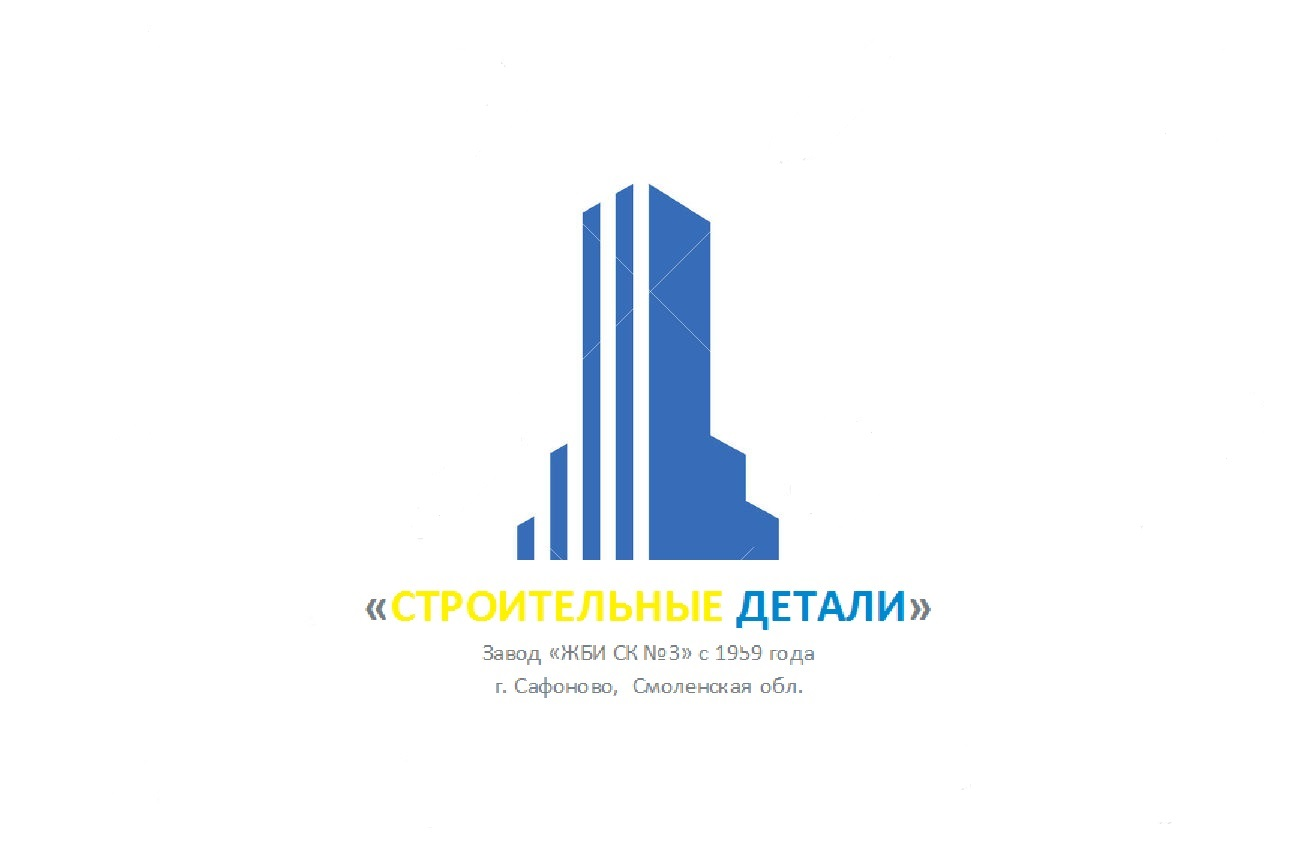 «СТРОИТЕЛЬНЫЕ ДЕТАЛИ»
Завод «ЖБИ СК №3» с 1959 года
г. Сафоново, Смоленская обл.